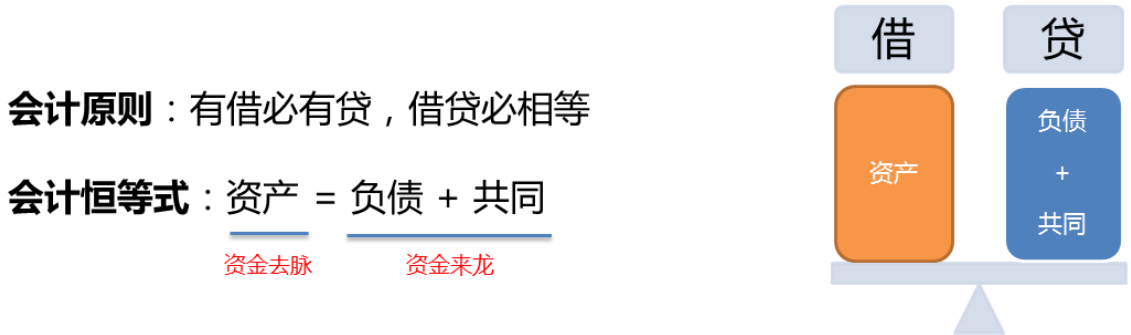 会计原则：有借必有贷，借贷必相等
会计恒等式：资产 = 负债 + 共同
资金去脉
资金来龙
借
贷
资产
负债
+
共同